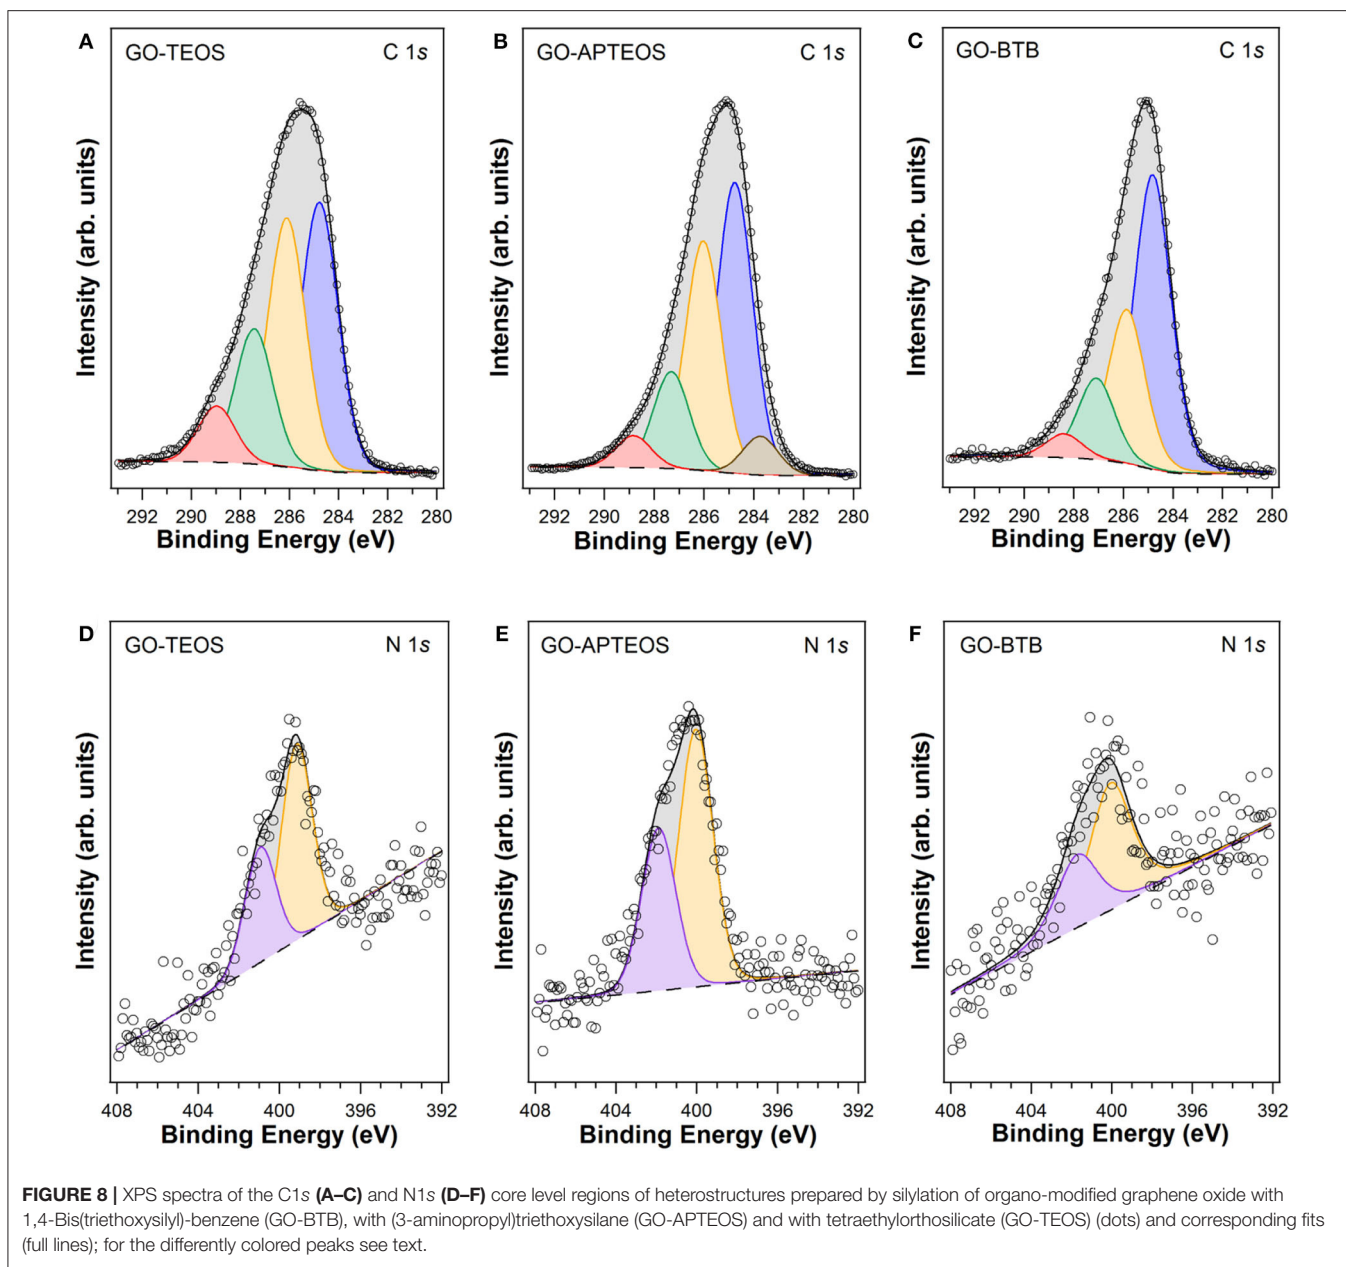 A
GO-TEOS
C 1s
Intensity (arb. units)
292 290 288 286 284 282 280
Binding Energy (eV)
B
GO-APTEOS
C 1s
Intensity (arb. units)
292 290 288 286 284 282 280
Binding Energy (eV)
C
GO-BTB
C 1s
Intensity (arb. units)
292 290 288 286 284 282 280
Binding Energy (eV)
D
GO-TEOS
N 1s
Intensity (arb. units)
408 404 400 396 392
Binding Energy (eV)
E
GO-APTEOS
N 1s
Intensity (arb. units)
408 404 400 396 392
Binding Energy (eV)
F
GO-BTB
N 1s
Intensity (arb. units)
408 404 400 396 392
Binding Energy (eV)
FIGURE 8 | XPS spectra of the C1s (A–C) and N1s (D–F) core level regions of heterostructures prepared by silylation of organo-modified graphene oxide with
1,4-Bis(triethoxysilyl)-benzene (GO-BTB), with (3-aminopropyl)triethoxysilane (GO-APTEOS) and with tetraethylorthosilicate (GO-TEOS) (dots) and corresponding fits
(full lines); for the differently colored peaks see text.